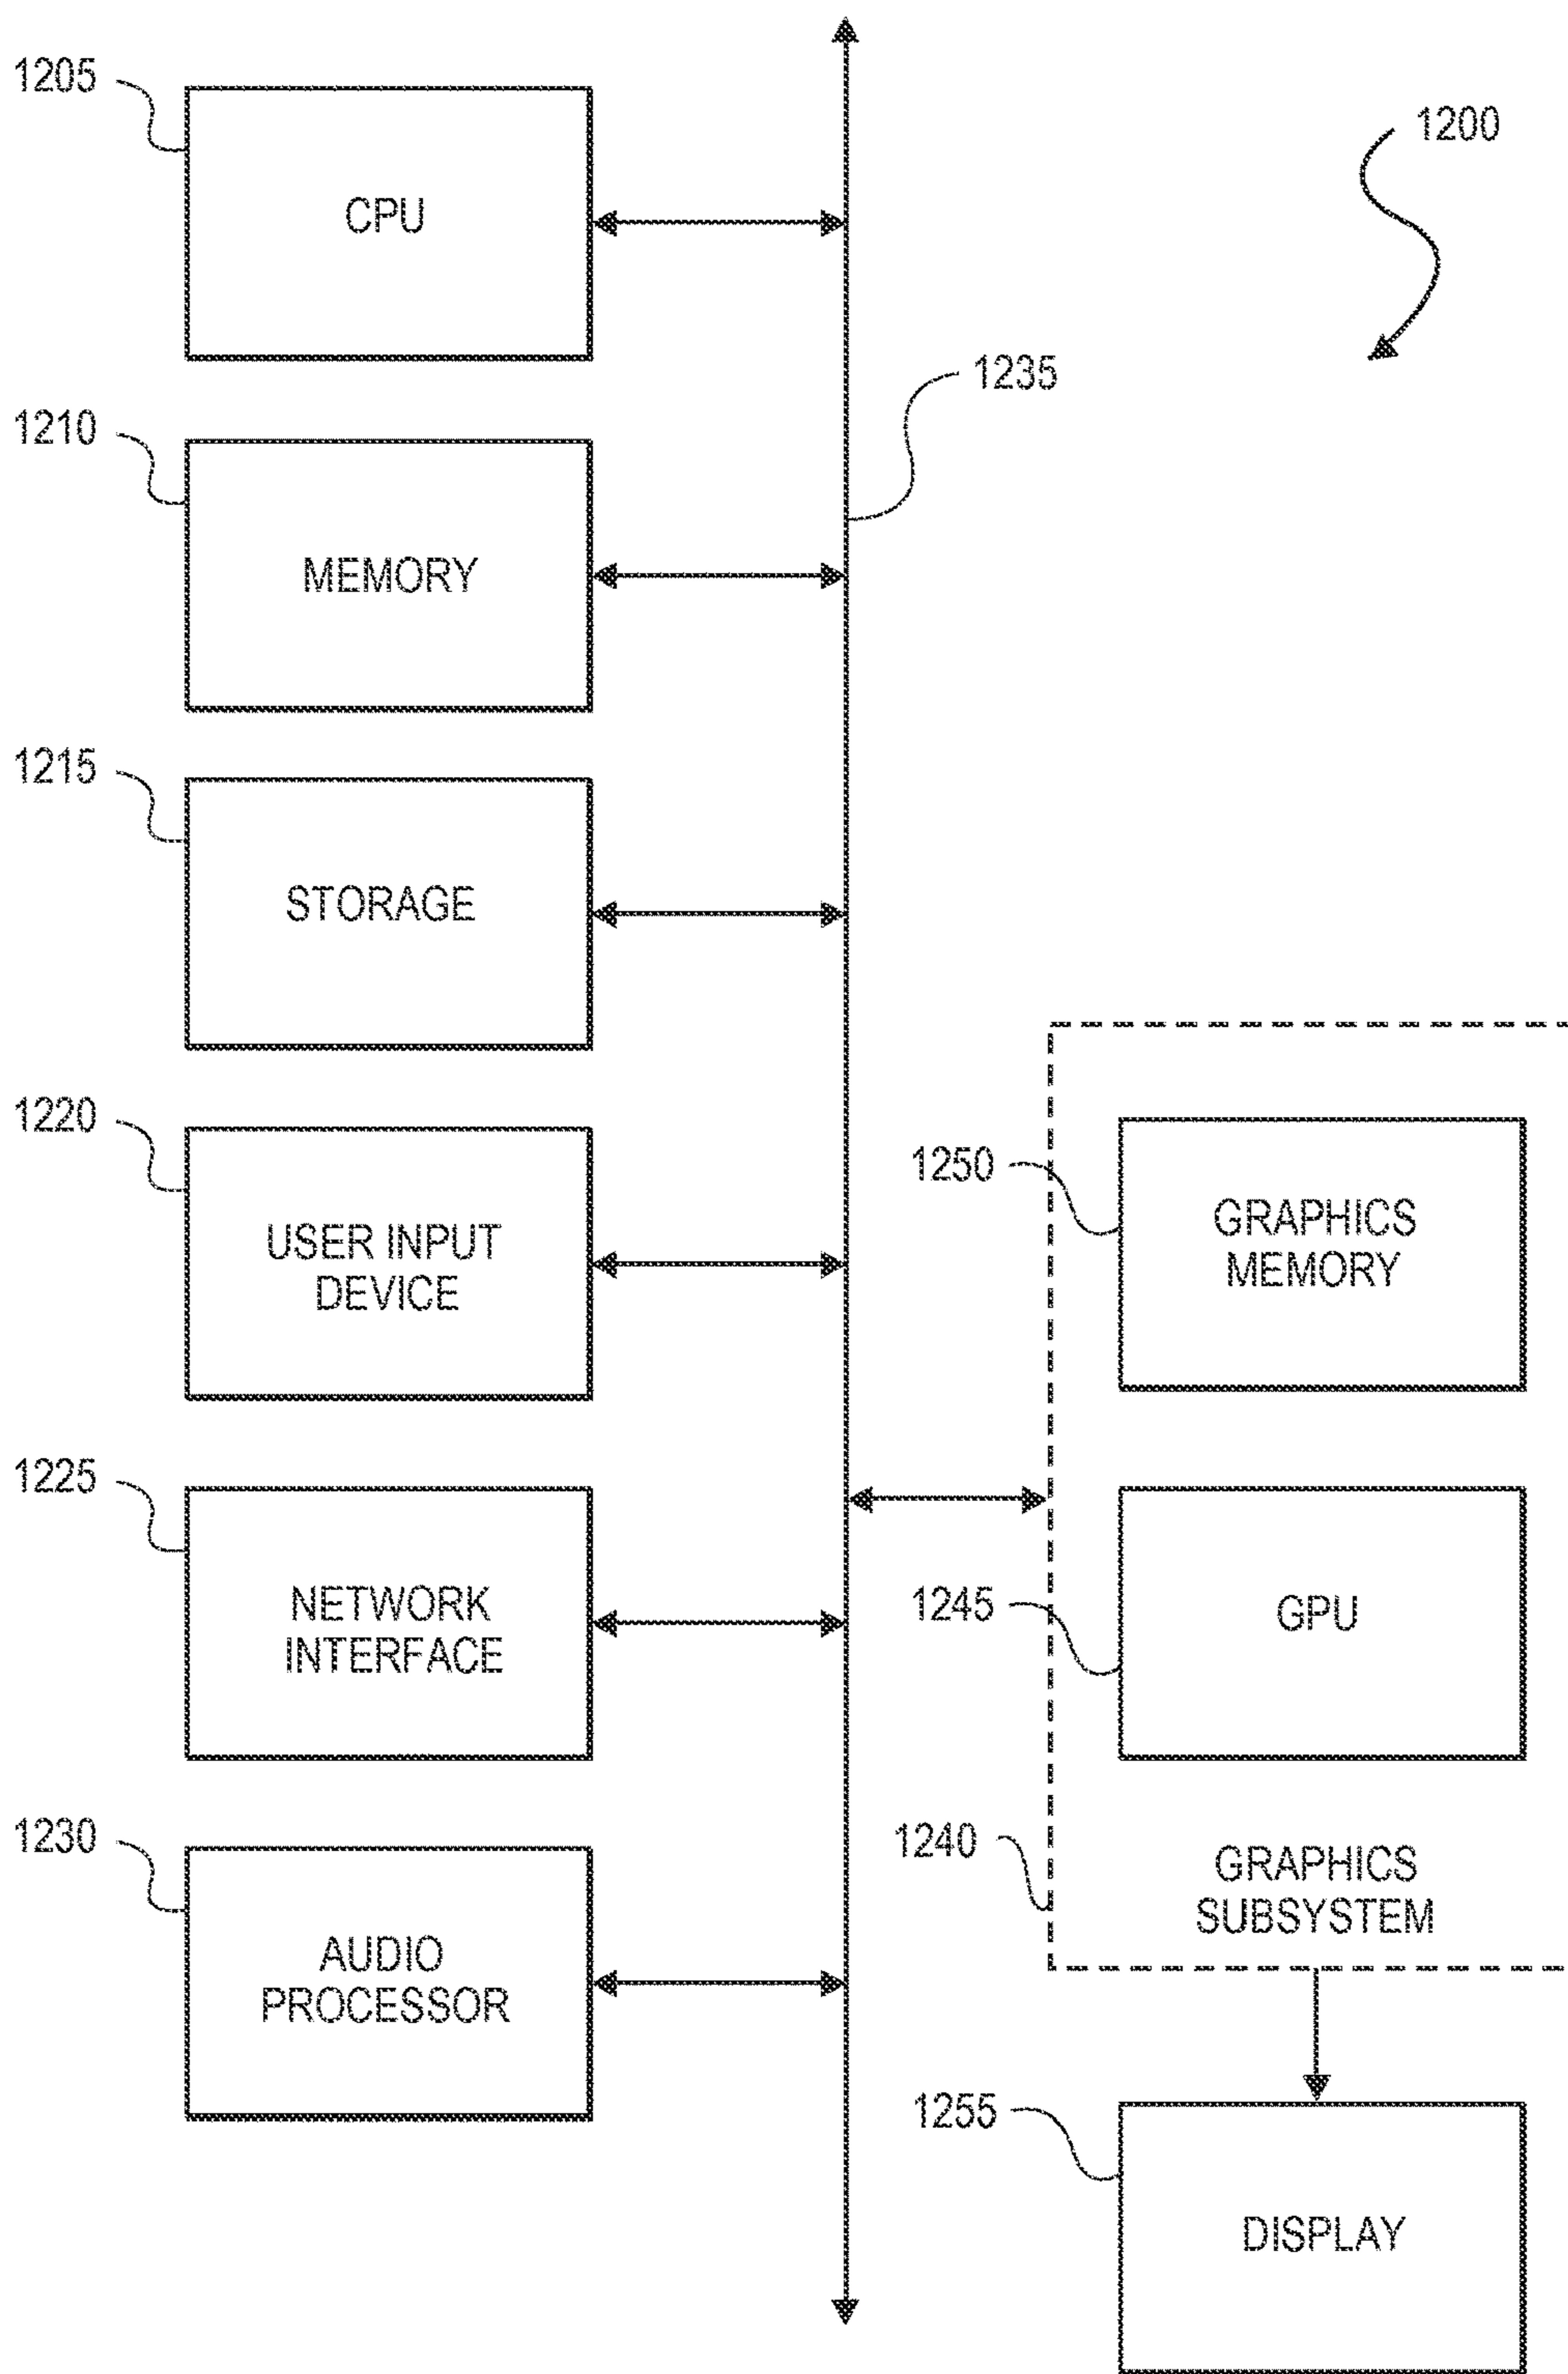 1205
CPU
1200
1235
1210
MEMORY
1215
STORAGE
1220
USER INPUT
DEVICE
1250
GRAPHICS
MEMORY
1225
NETWORK
INTERFACE
1245
GPU
1230
AUDIO
PROCESSOR
1240
GRAPHICS
SUBSYSTEM
1255
DISPLAY